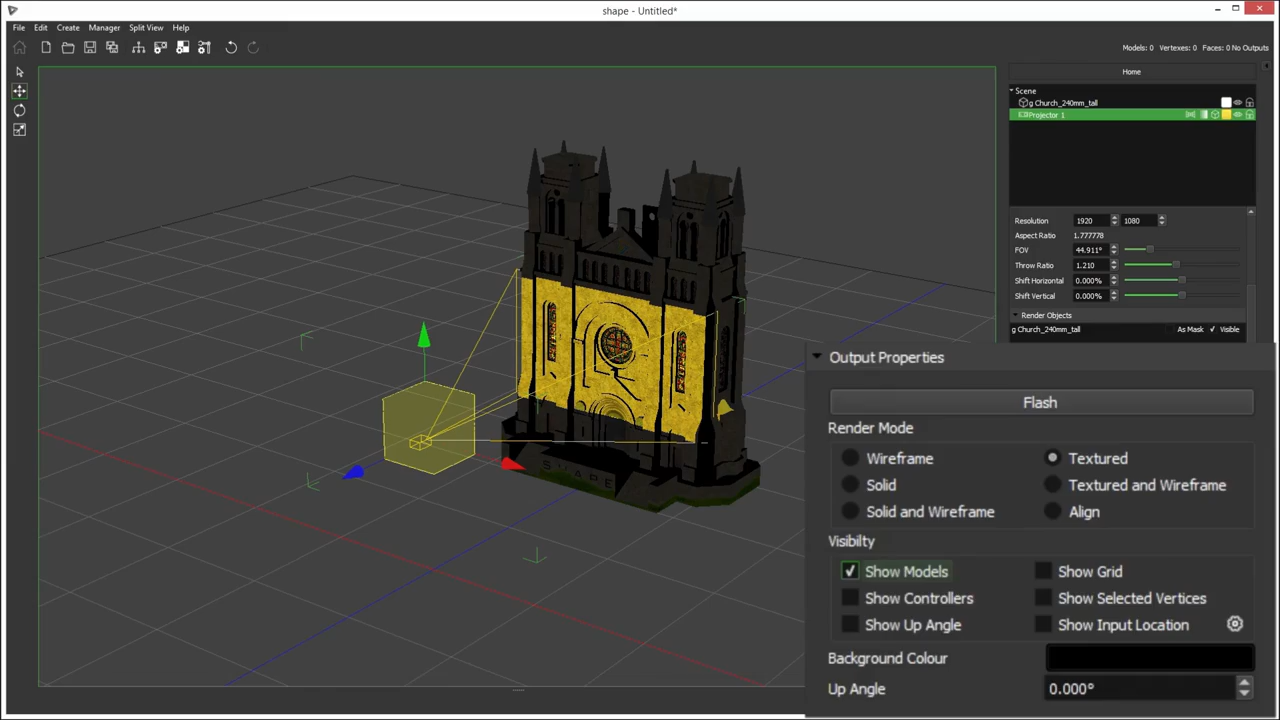 shape - Untitled*
File Edit Create Manager Split View Help
Models: 0 Vertexes: 0 Faces: 0 No Outputs
Home
Scene
g Church_240mm_tall
Projector 1
Resolution 1920 1080
Aspect Ratio 1.777778
FOV 44.911°
Throw Ratio 1.210
Shift Horizontal 0.000%
Shift Vertical 0.000%
Render Objects
g Church_240mm_tall As Mask Visible
SHAPE
Output Properties
Flash
Render Mode
Wireframe Textured
Solid Textured and Wireframe
Solid and Wireframe Align
Visibilty
Show Models Show Grid
Show Controllers Show Selected Vertices
Show Up Angle Show Input Location
Background Colour
Up Angle 0.000°